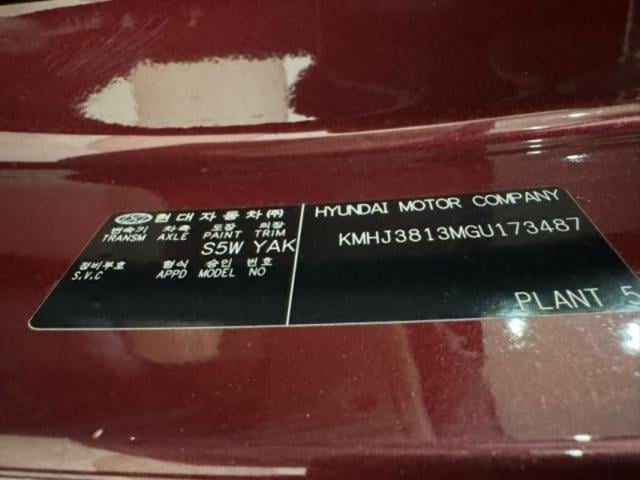 현대자동차㈜
변속기 차축 도장 외장
TRANSM AXLE PAINT TRIM
S5W YAK
정비부호 형식 승인 번호
S.V.C APPD MODEL NO
HYUNDAI MOTOR COMPANY
KMHJ3813MGU173487
PLANT 5